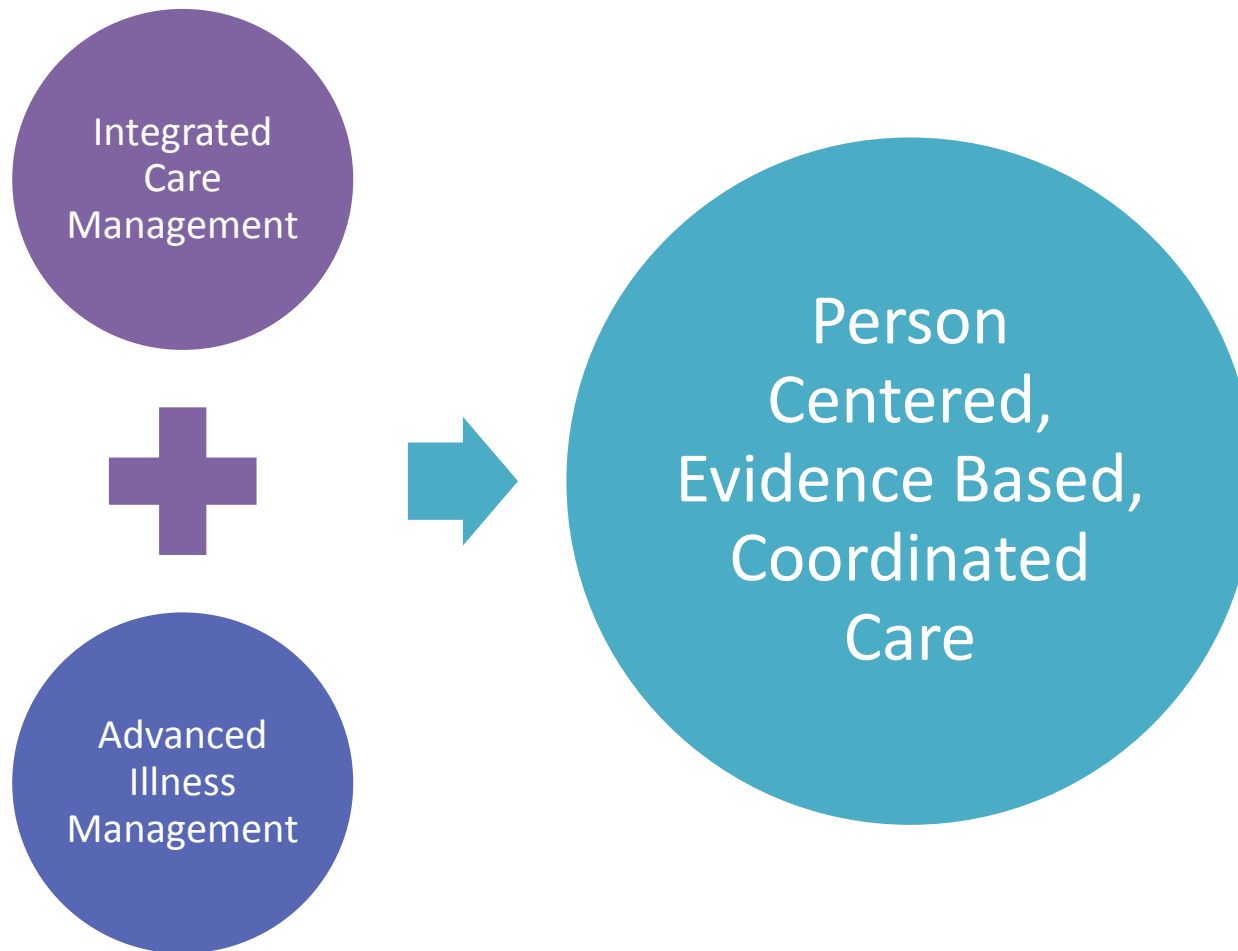 Integrated
Care
Management
Advanced
Illness
Management
Person
Centered,
Evidence Based,
Coordinated
Care